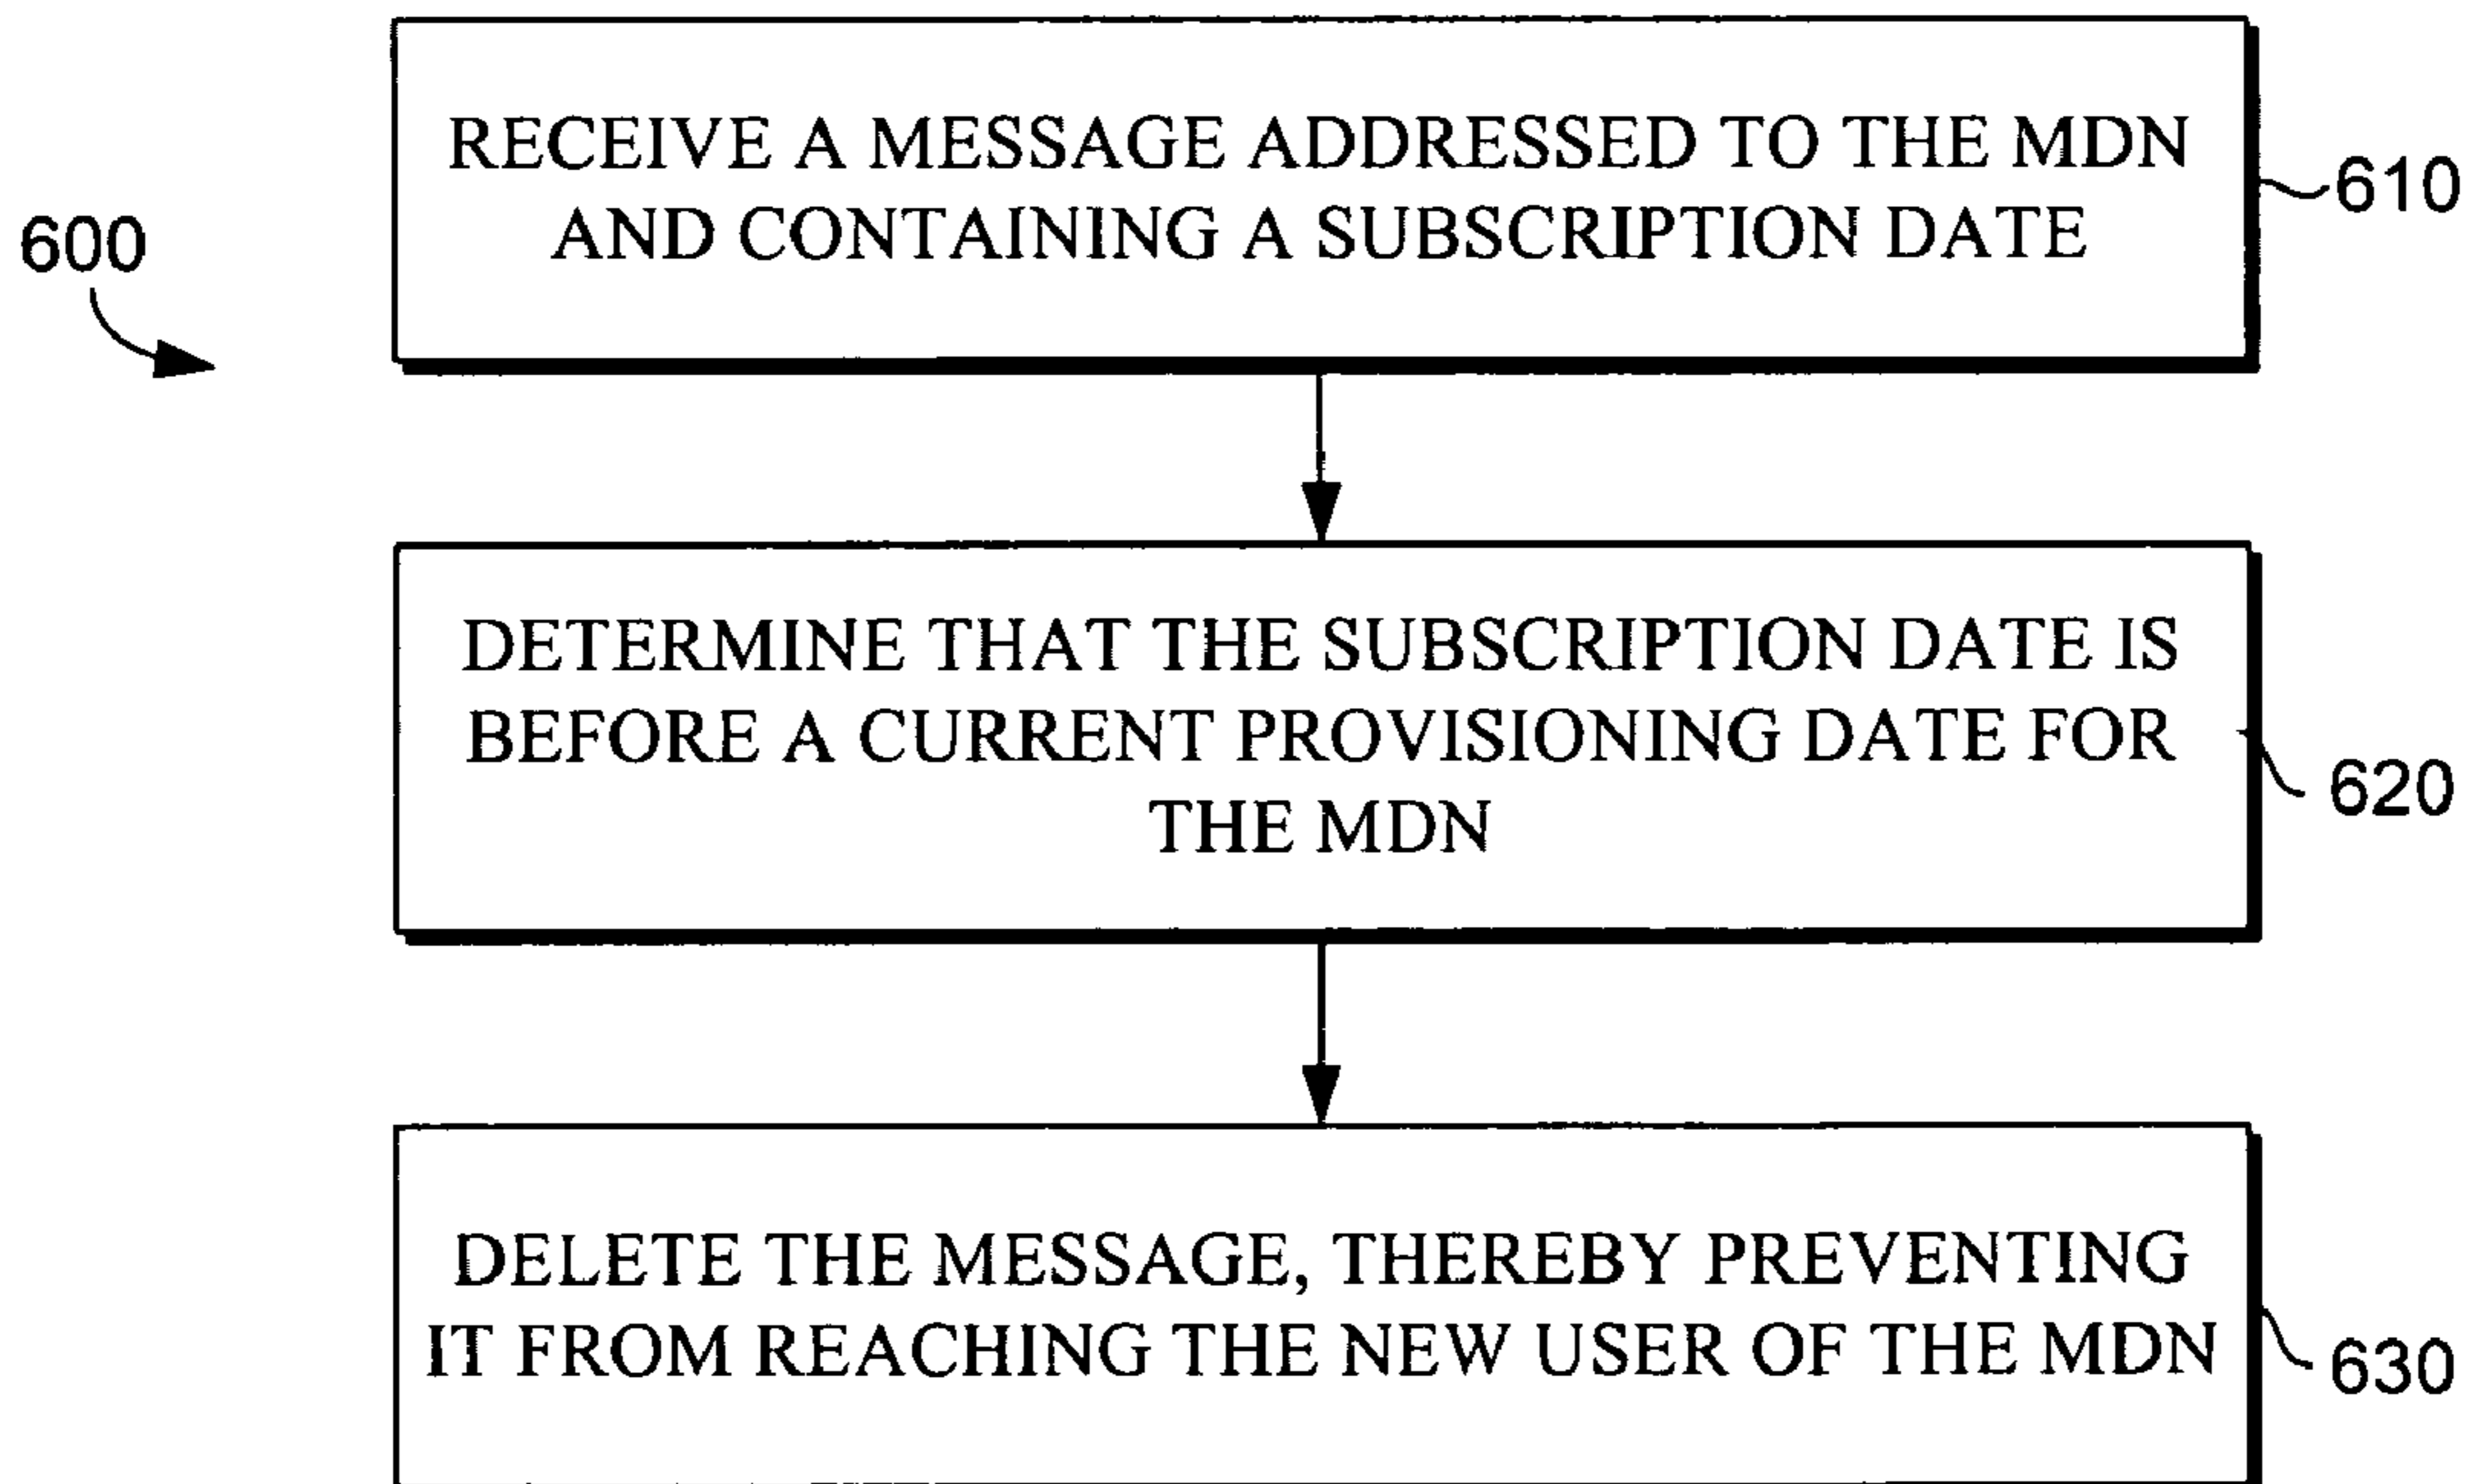 600
RECEIVE A MESSAGE ADDRESSED TO THE MDN
AND CONTAINING A SUBSCRIPTION DATE
610
DETERMINE THAT THE SUBSCRIPTION DATE IS
BEFORE A CURRENT PROVISIONING DATE FOR
THE MDN
620
DELETE THE MESSAGE, THEREBY PREVENTING
IT FROM REACHING THE NEW USER OF THE MDN
630